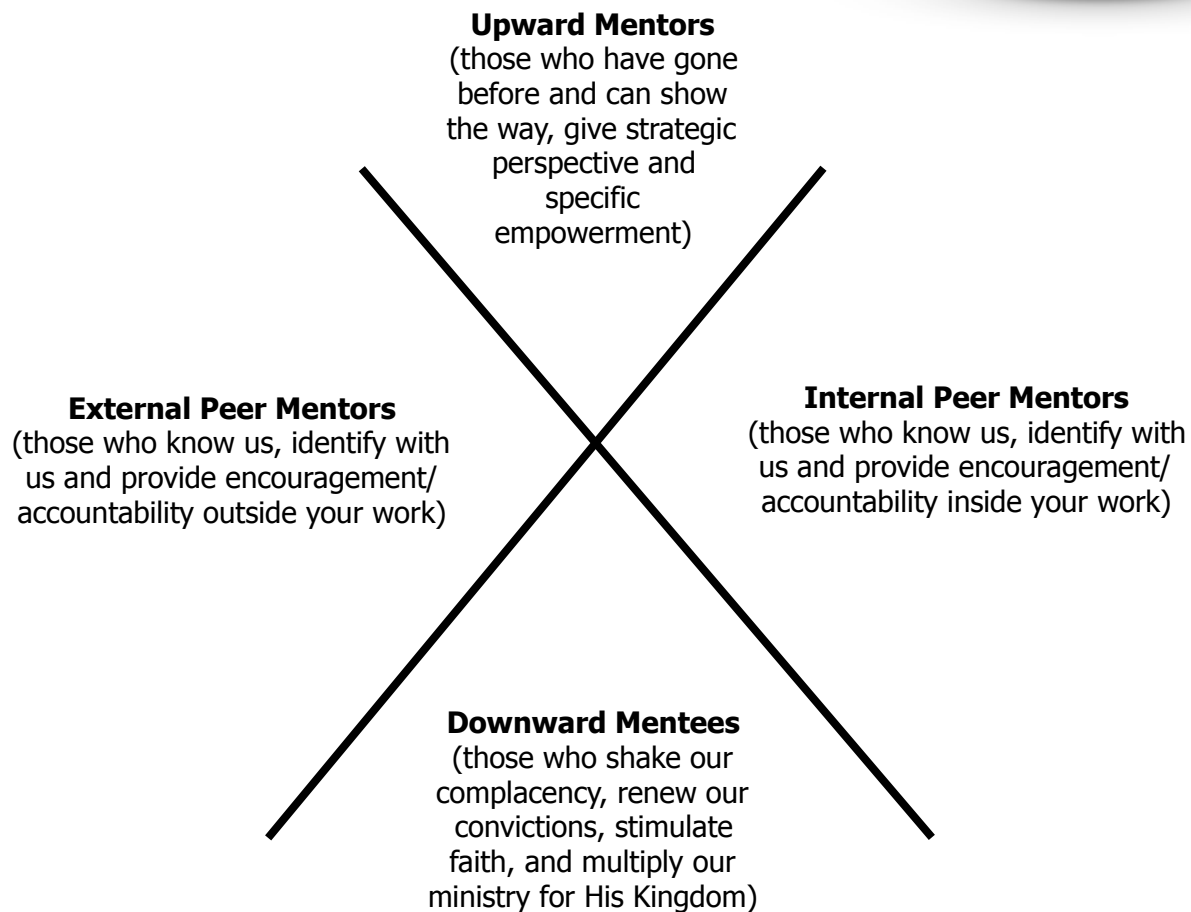 Upward Mentors
(those who have gone
before and can show
the way, give strategic
perspective and
specific
empowerment)
External Peer Mentors
(those who know us, identify with
us and provide encouragement/
accountability outside your work)
Internal Peer Mentors
(those who know us, identify with
us and provide encouragement/
accountability inside your work)
Downward Mentees
(those who shake our
complacency, renew our
convictions, stimulate
faith, and multiply our
ministry for His Kingdom)